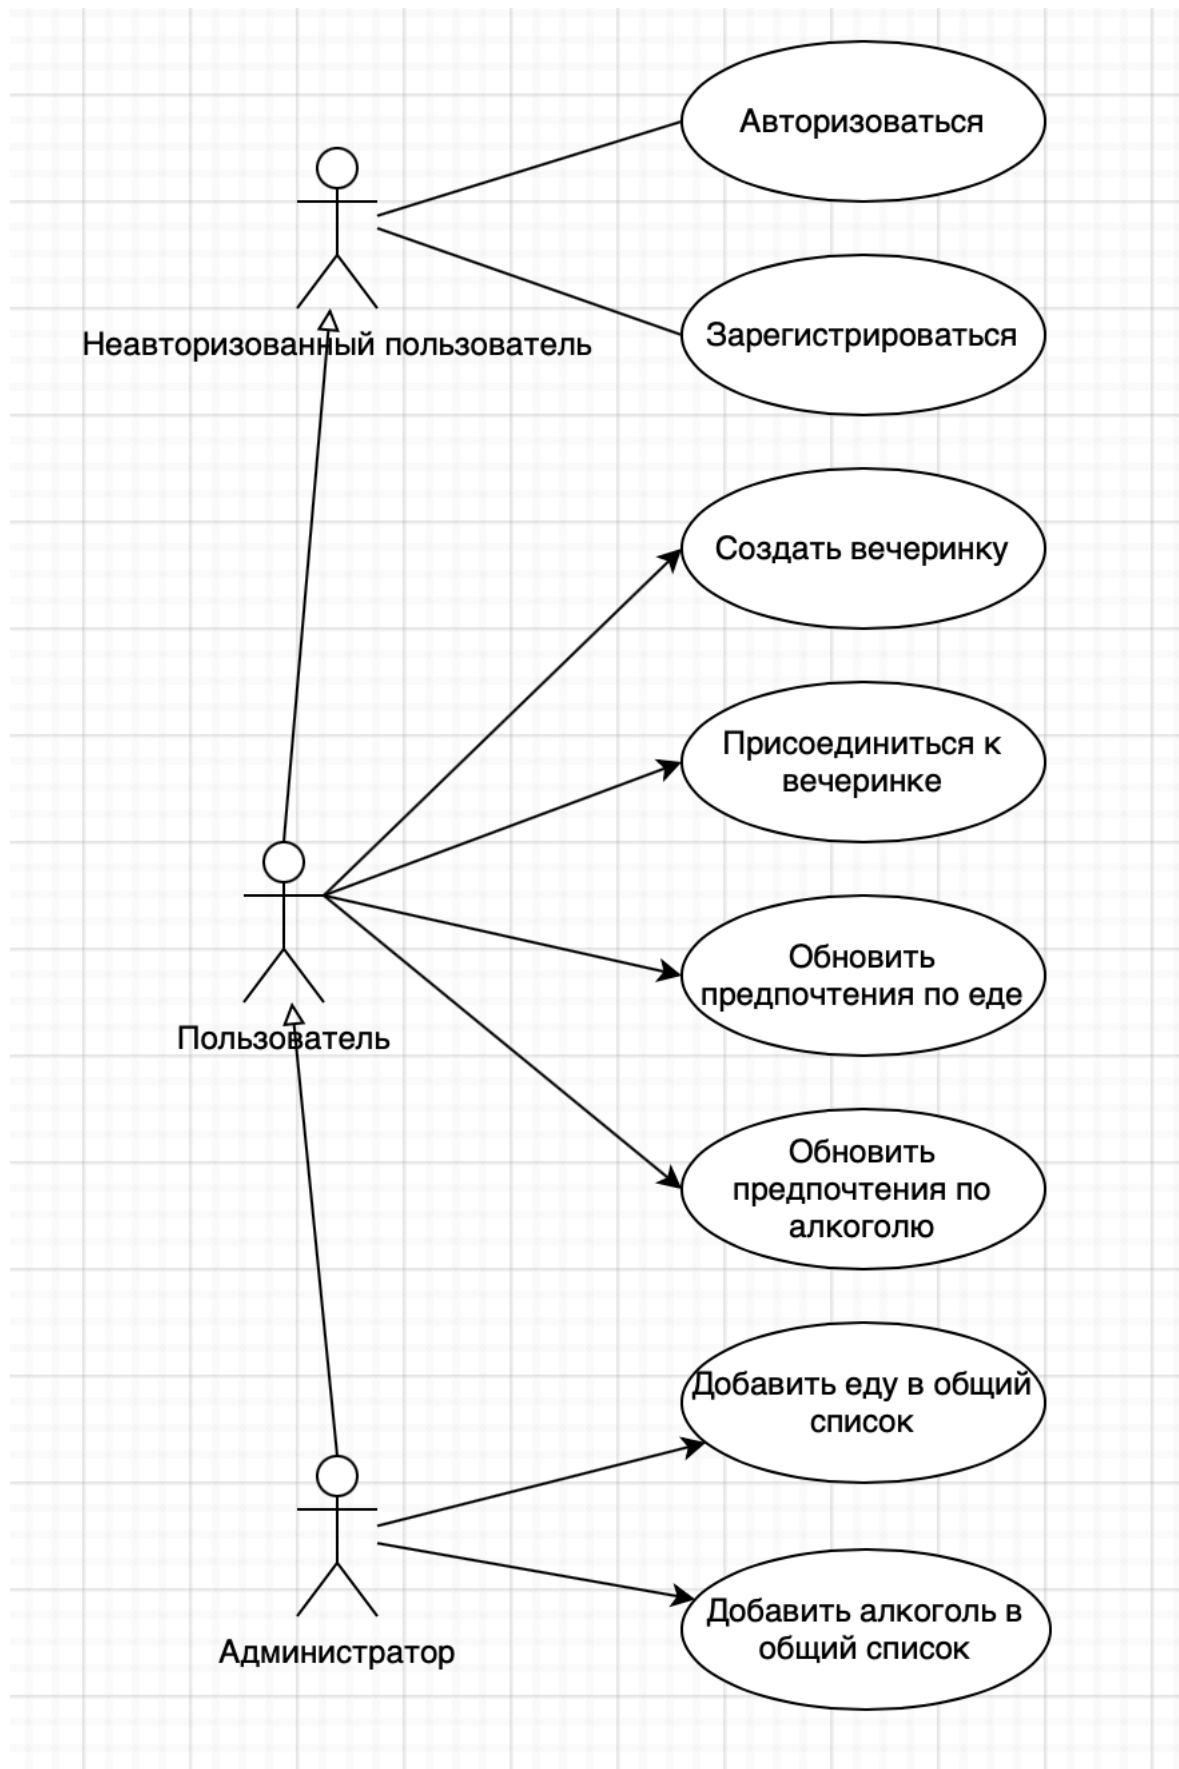 Авторизоваться
Неавторизованный пользователь
Зарегистрироваться
Создать вечеринку
Присоединиться к
вечеринке
Обновить
предпочтения по еде
Пользователь
Обновить
предпочтения по
алкоголю
Добавить еду в общий
список
Добавить алкоголь в
общий список
Администратор